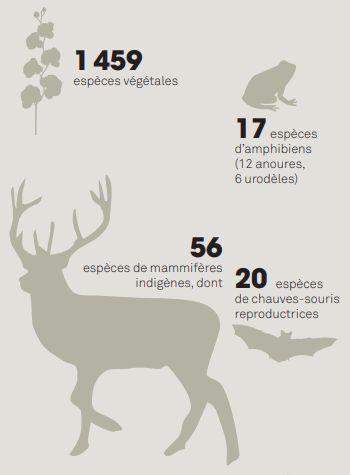 1 459
espèces végétales
17 espèces
d'amphibiens
(12 anoures,
6 urodèles)
56
espèces de mammifères
indigènes, dont
20 espèces
de chauves-souris
reproductrices